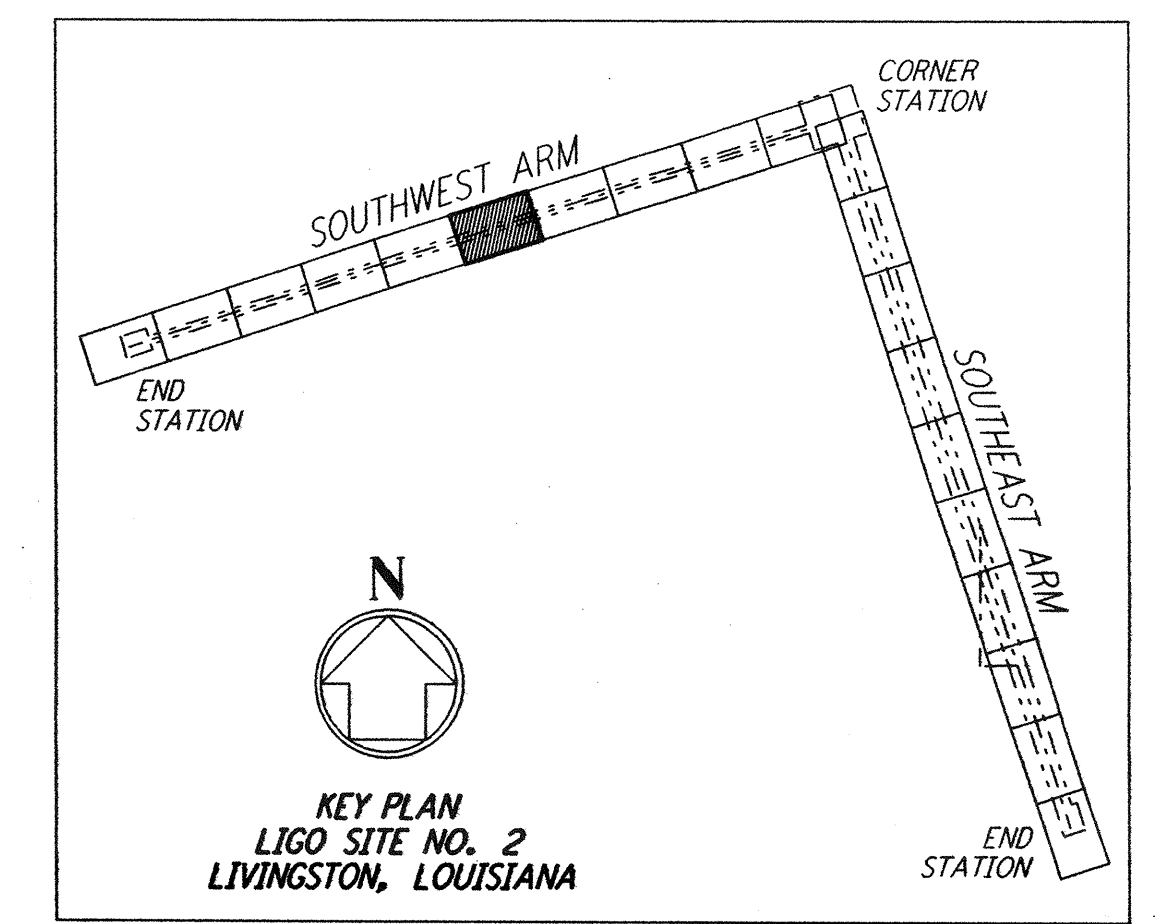 CORNER
STATION
SOUTHWEST ARM
END
STATION
SOUTHEAST ARM
N
KEY PLAN
LIGO SITE NO. 2
LIVINGSTON, LOUISIANA
END
STATION